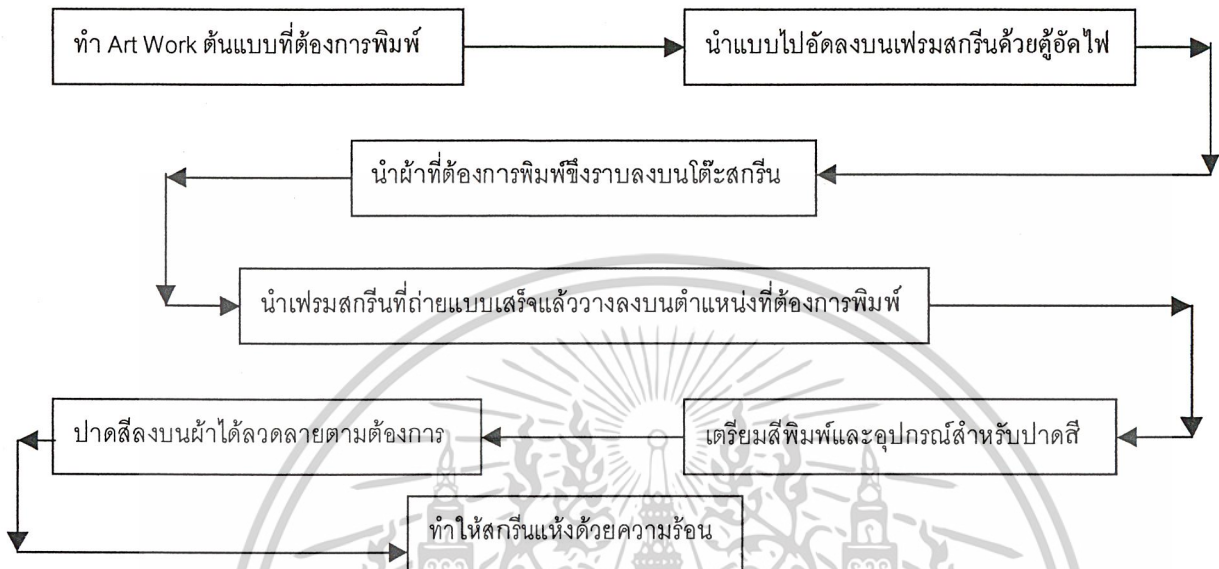 ทำ Art Work ต้นแบบที่ต้องการพิมพ์
นำแบบไปอัดลงบนเฟรมสกรีนค้วยตู้อัดไฟ
นำผ้าที่ต้องการพิมพ์ขึงราบลงบนโต๊ะสกรีน
นำเฟรมสกรีนที่ถ่ายแบบเสร็จแล้ววางลงบนตำแหน่งที่ต้องการพิมพ์
เตรียมสีพิมพ์และอุปกรณ์สำหรับปาดสี
ปาดสีลงบนผ้าได้ลวดลายตามต้องการ
ทำให้สกรีนแห้งด้วยความร้อน